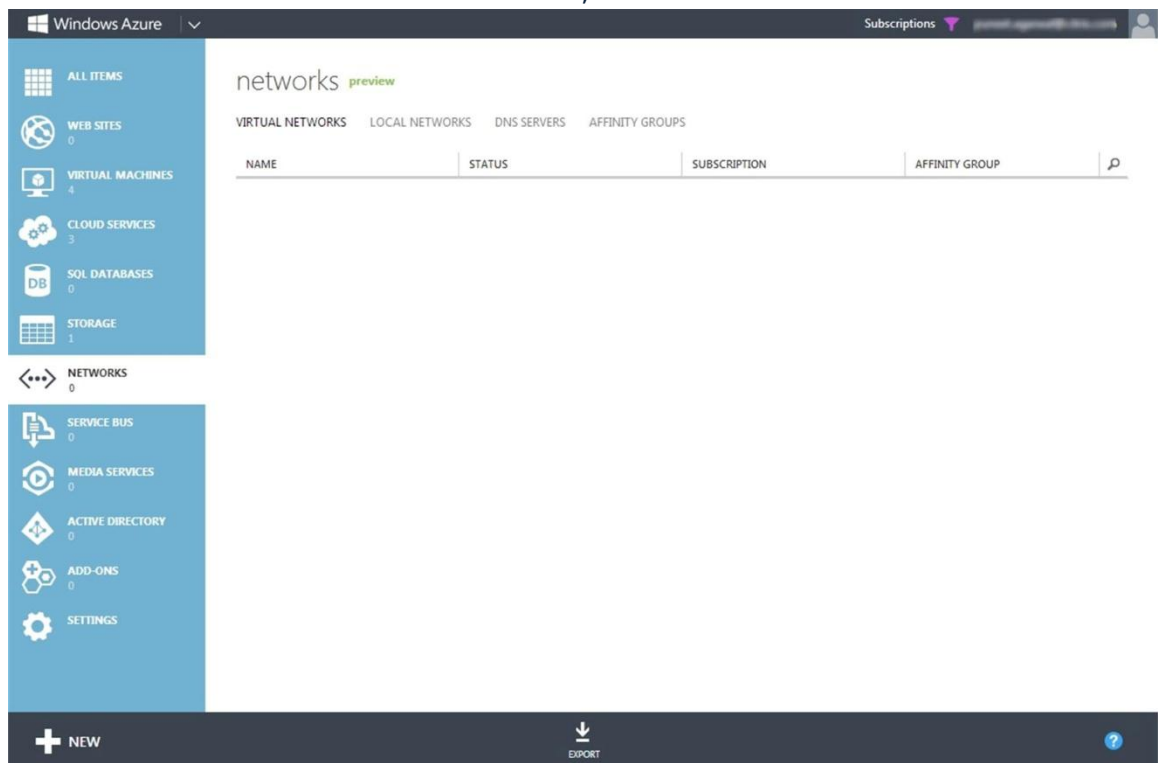 Windows Azure
Subscriptions
ALL ITEMS
WEB SITES
0
VIRTUAL MACHINES
4
CLOUD SERVICES
3
DB
SQL DATABASES
0
STORAGE
1
NETWORKS
0
SERVICE BUS
0
MEDIA SERVICES
0
ACTIVE DIRECTORY
0
ADD-ONS
0
SETTINGS
networks preview
VIRTUAL NETWORKS LOCAL NETWORKS DNS SERVERS AFFINITY GROUPS
NAME STATUS SUBSCRIPTION AFFINITY GROUP
NEW
EXPORT
?